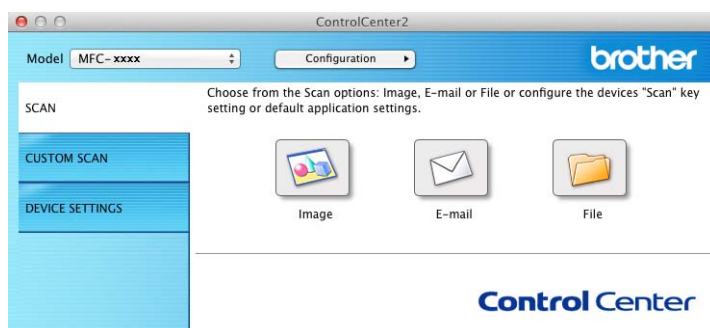 ControlCenter2
Model MFC-xxxx Configuration
brother
SCAN
Choose from the Scan options: Image, E-mail or File or configure the devices "Scan" key
setting or default application settings.
CUSTOM SCAN
DEVICE SETTINGS
Image E-mail File
Control Center